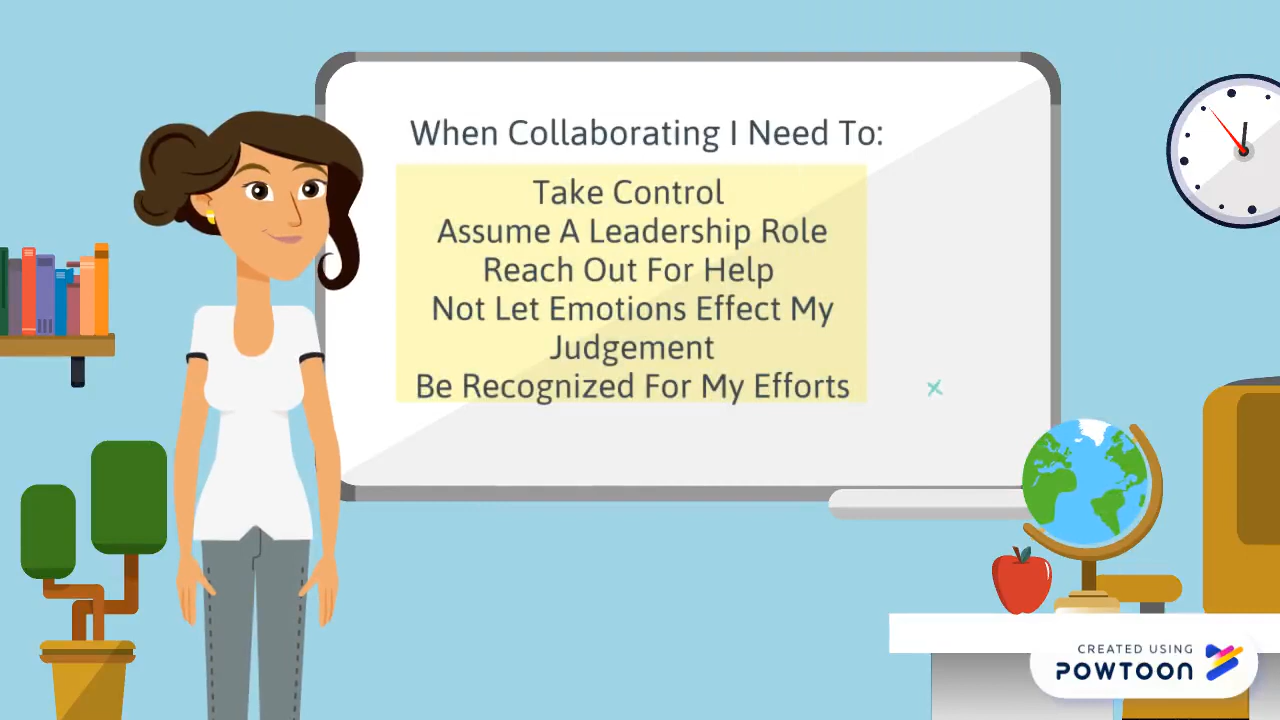 When Collaborating I Need To:
Take Control
Assume A Leadership Role
Reach Out For Help
Not Let Emotions Effect My
Judgement
Be Recognized For My Efforts
CREATED USING
POWTOON